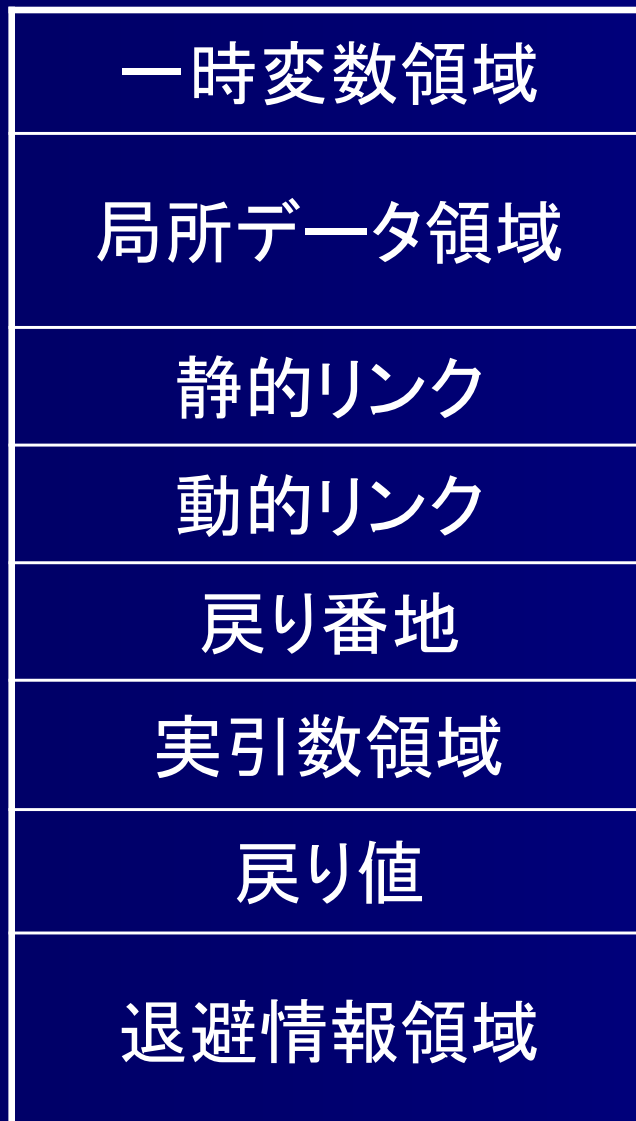 一時変数領域
局所データ領域
静的リンク
動的リンク
戻り番地
実引数領域
戻り値
退避情報領域